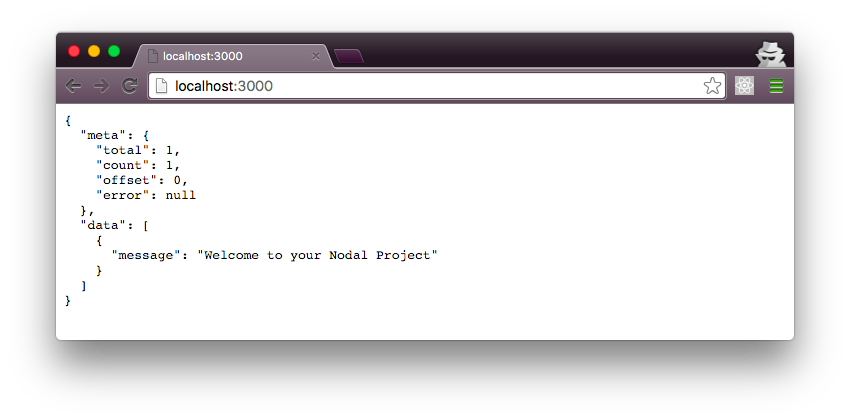 localhost:3000
localhost:3000
{
  "meta": {
    "total": 1,
    "count": 1,
    "offset": 0,
    "error": null
  },
  "data": [
    {
      "message": "Welcome to your Nodal Project"
    }
  ]
}